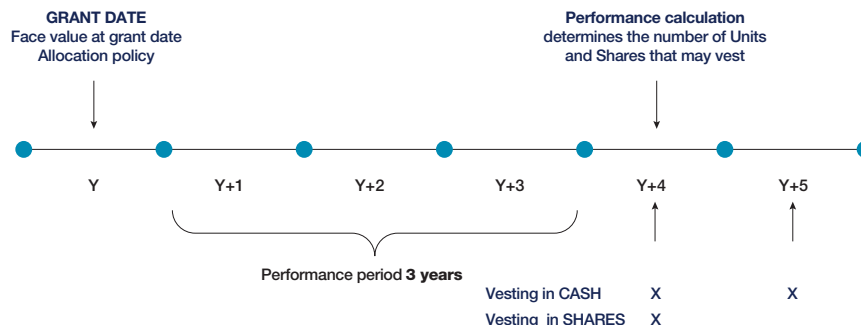 GRANT DATE
Face value at grant date
Allocation policy
Performance calculation
determines the number of Units
and Shares that may vest
Y
Y+1
Y+2
Y+3
Y+4
Y+5
Performance period 3 years
Vesting in CASH X X
Vesting in SHARES X